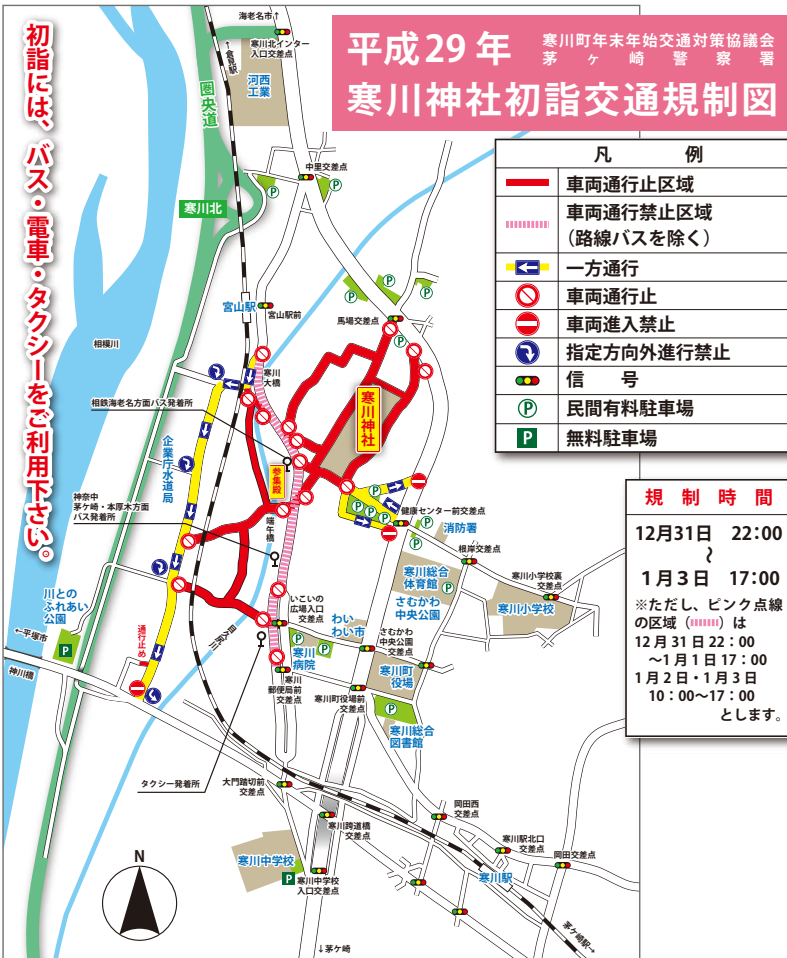 初詣には、バス・電車・タクシーをご利用下さい。
平成29年
寒川町年末年始交通対策協議会
茅ヶ崎警察署
寒川神社初詣交通規制図
凡 例
車両通行止区域
車両通行禁止区域
（路線バスを除く）
一方通行
車両通行止
車両進入禁止
指定方向外進行禁止
信 号
P 民間有料駐車場
P 無料駐車場
規制時間
12月31日 22:00
～
1月3日 17:00
※ただし、ピンク点線
の区域（ ）は
12月31日22：00
～1月1日17：00
1月2日・1月3日
10：00～17：00
とします。
海老名市↑
寒川北インター
入口交差点
↑倉見駅
河西
工業
圏央道
中里交差点
P
P
寒川北
P
P
P
宮山駅
宮山駅前
馬場交差点
P
相模川
寒川
大橋
寒川神社
相鉄海老名方面バス発着所
企業庁水道局
参集殿
神奈中
茅ケ崎・本厚木方面
バス発着所
端午橋
P
P
P
P
健康センター前交差点
P
P
消防署
根岸交差点
寒川総合
体育館
P
寒川小学校裏
交差点
川との
ふれあい
公園
P
いこいの
広場入口
交差点
わい
わい市
さむかわ
中央公園
寒川小学校
さむかわ
中央公園
交差点
←平塚市
通行止め
目久尻川
P
P
寒川
病院
寒川町
役場
神川橋
寒川
郵便局前
交差点
寒川町役場前
交差点
P
寒川総合
図書館
タクシー発着所
大門踏切前
交差点
岡田西
交差点
寒川跨道橋
交差点
寒川駅北口
交差点
岡田交差点
寒川中学校
P
寒川中学校
入口交差点
寒川駅
N
↓茅ケ崎
茅ケ崎駅→